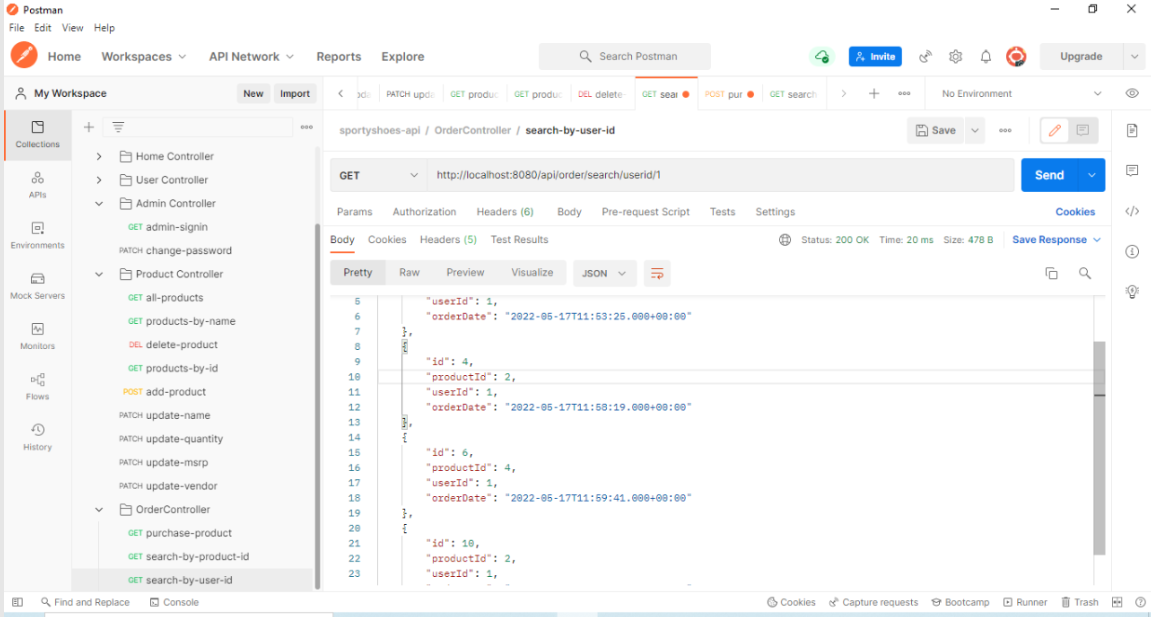 Postman
File Edit View Help
Home Workspaces API Network Reports Explore Search Postman Invite Upgrade
My Workspace New Import PATCH upda GET produc GET produc DEL delete- GET sear POST pur GET search No Environment
Collections
APIs
Environments
Mock Servers
Monitors
Flows
History
Home Controller
User Controller
Admin Controller
GET admin-signin
PATCH change-password
Product Controller
GET all-products
GET products-by-name
DEL delete-product
GET products-by-id
POST add-product
PATCH update-name
PATCH update-quantity
PATCH update-msrp
PATCH update-vendor
OrderController
GET purchase-product
GET search-by-product-id
GET search-by-user-id
sportyshoes-api / OrderController / search-by-user-id Save
GET http://localhost:8080/api/order/search/userid/1 Send
Params Authorization Headers (6) Body Pre-request Script Tests Settings Cookies
Body Cookies Headers (5) Test Results Status: 200 OK Time: 20 ms Size: 478 B Save Response
Pretty Raw Preview Visualize JSON
5 "userId": 1,
6 "orderDate": "2022-05-17T11:53:25.000+00:00"
7 },
8 {
9 "id": 4,
10 "productId": 2,
11 "userId": 1,
12 "orderDate": "2022-05-17T11:58:19.000+00:00"
13 },
14 {
15 "id": 6,
16 "productId": 4,
17 "userId": 1,
18 "orderDate": "2022-05-17T11:59:41.000+00:00"
19 },
20 {
21 "id": 10,
22 "productId": 2,
23 "userId": 1,
Find and Replace Console Cookies Capture requests Bootcamp Runner Trash